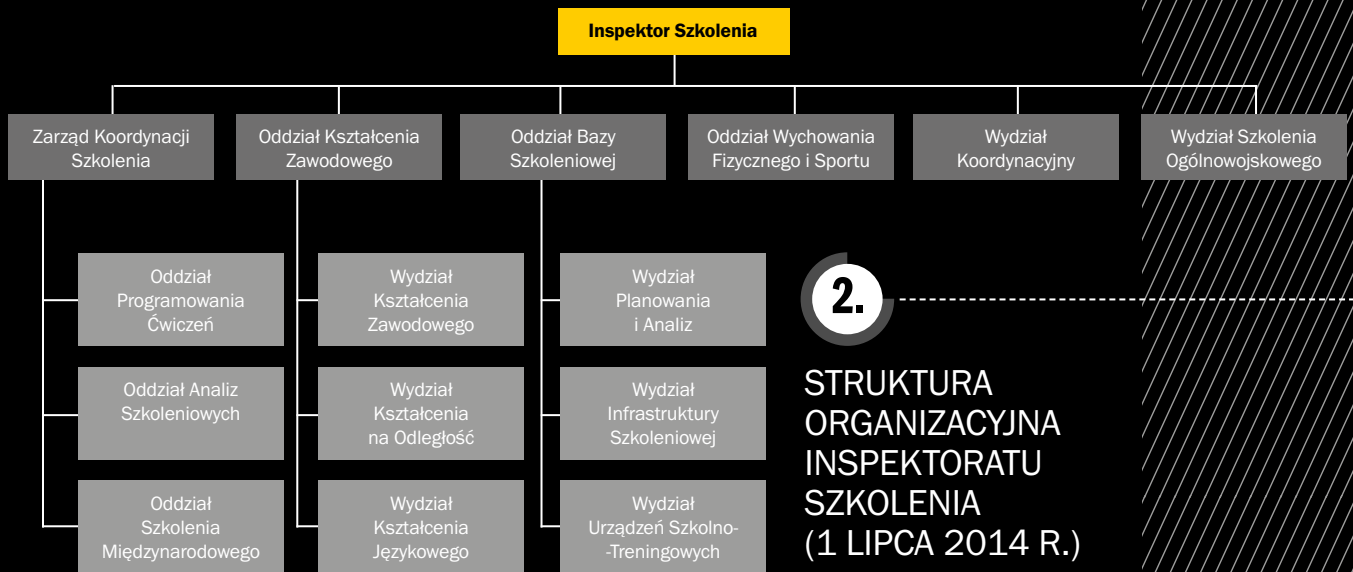 Inspektor Szkolenia
Zarząd Koordynacji
Szkolenia
Oddział Kształcenia
Zawodowego
Oddział Bazy
Szkoleniowej
Oddział Wychowania
Fizycznego i Sportu
Wydział
Koordynacyjny
Wydział Szkolenia
Ogólnowojskowego
Oddział
Programowania
Ćwiczeń
Oddział Analiz
Szkoleniowych
Oddział
Szkolenia
Międzynarodowego
Wydział
Kształcenia
Zawodowego
Wydział
Kształcenia
na Odległość
Wydział
Kształcenia
Językowego
Wydział
Planowania
i Analiz
Wydział
Infrastruktury
Szkoleniowej
Wydział
Urządzeń Szkolno-
-Treningowych
2.
STRUKTURA
ORGANIZACYJNA
INSPEKTORATU
SZKOLENIA
(1 LIPCA 2014 R.)